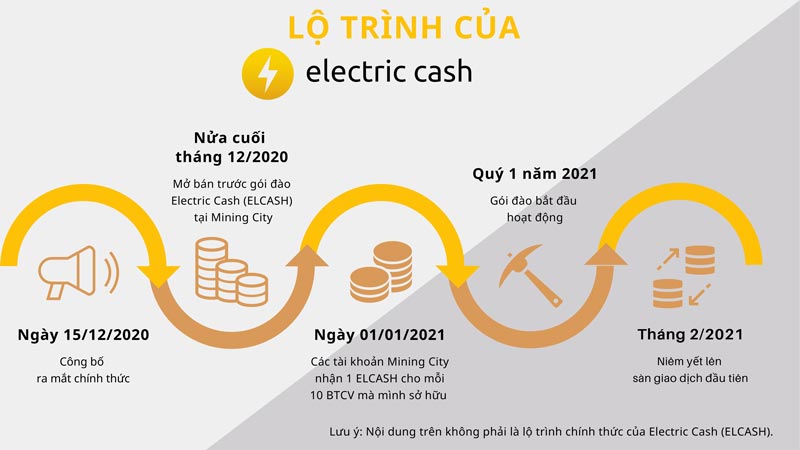 LỘ TRÌNH CỦA
electric cash
Nửa cuối
tháng 12/2020
Mở bán trước gói đào
Electric Cash (ELCASH)
tại Mining City
Quý 1 năm 2021
Gói đào bắt đầu
hoạt động
Ngày 15/12/2020
Công bố
ra mắt chính thức
Ngày 01/01/2021
Các tài khoản Mining City
nhận 1 ELCASH cho mỗi
10 BTCV mà mình sở hữu
Tháng 2/2021
Niêm yết lên
sàn giao dịch đầu tiên
Lưu ý: Nội dung trên không phải là lộ trình chính thức của Electric Cash (ELCASH).